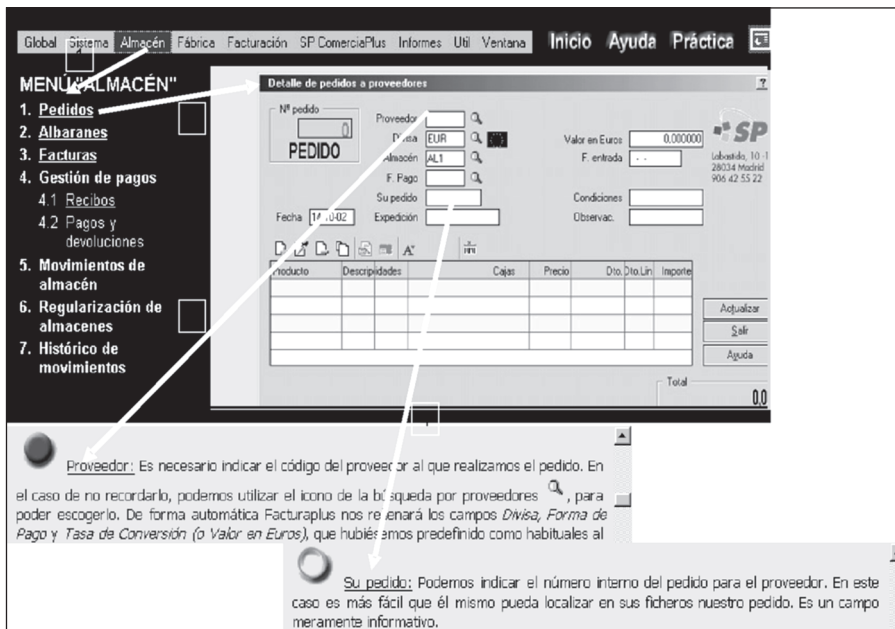 Global Sistema Almacén Fábrica Facturación SP ComerciaPlus Informes Util Ventana Inicio Ayuda Práctica
MENÚ "ALMACÉN"
1. Pedidos
2. Albaranes
3. Facturas
4. Gestión de pagos
4.1 Recibos
4.2 Pagos y
devoluciones
5. Movimientos de
almacén
6. Regularización de
almacenes
7. Histórico de
movimientos
Detalle de pedidos a proveedores ?
Nº pedido
0
PEDIDO
Fecha
Proveedor
EUR
Almacén AL1
F. Pago
Su pedido
Expedición
Valor en Euros 0,000000
F. entrada - -
Condiciones
Observac.
SP
Labastida, 10 -1
28034 Madrid
906 42 55 22
Producto Cajas Precio Dto. Dto.Lin Importe
Actualizar
Salir
Ayuda
Total
0,0
Proveedor: Es necesario indicar el código del proveedor al que realizamos el pedido. En
el caso de no recordarlo, podemos utilizar el icono de la búsqueda por proveedores , para
poder escogerlo. De forma automática Facturaplus nos rellenará los campos Divisa, Forma de
Pago y Tasa de Conversión (o Valor en Euros), que hubiésemos predefinido como habituales al
Su pedido: Podemos indicar el número interno del pedido para el proveedor. En este
caso es más fácil que él mismo pueda localizar en sus ficheros nuestro pedido. Es un campo
meramente informativo.